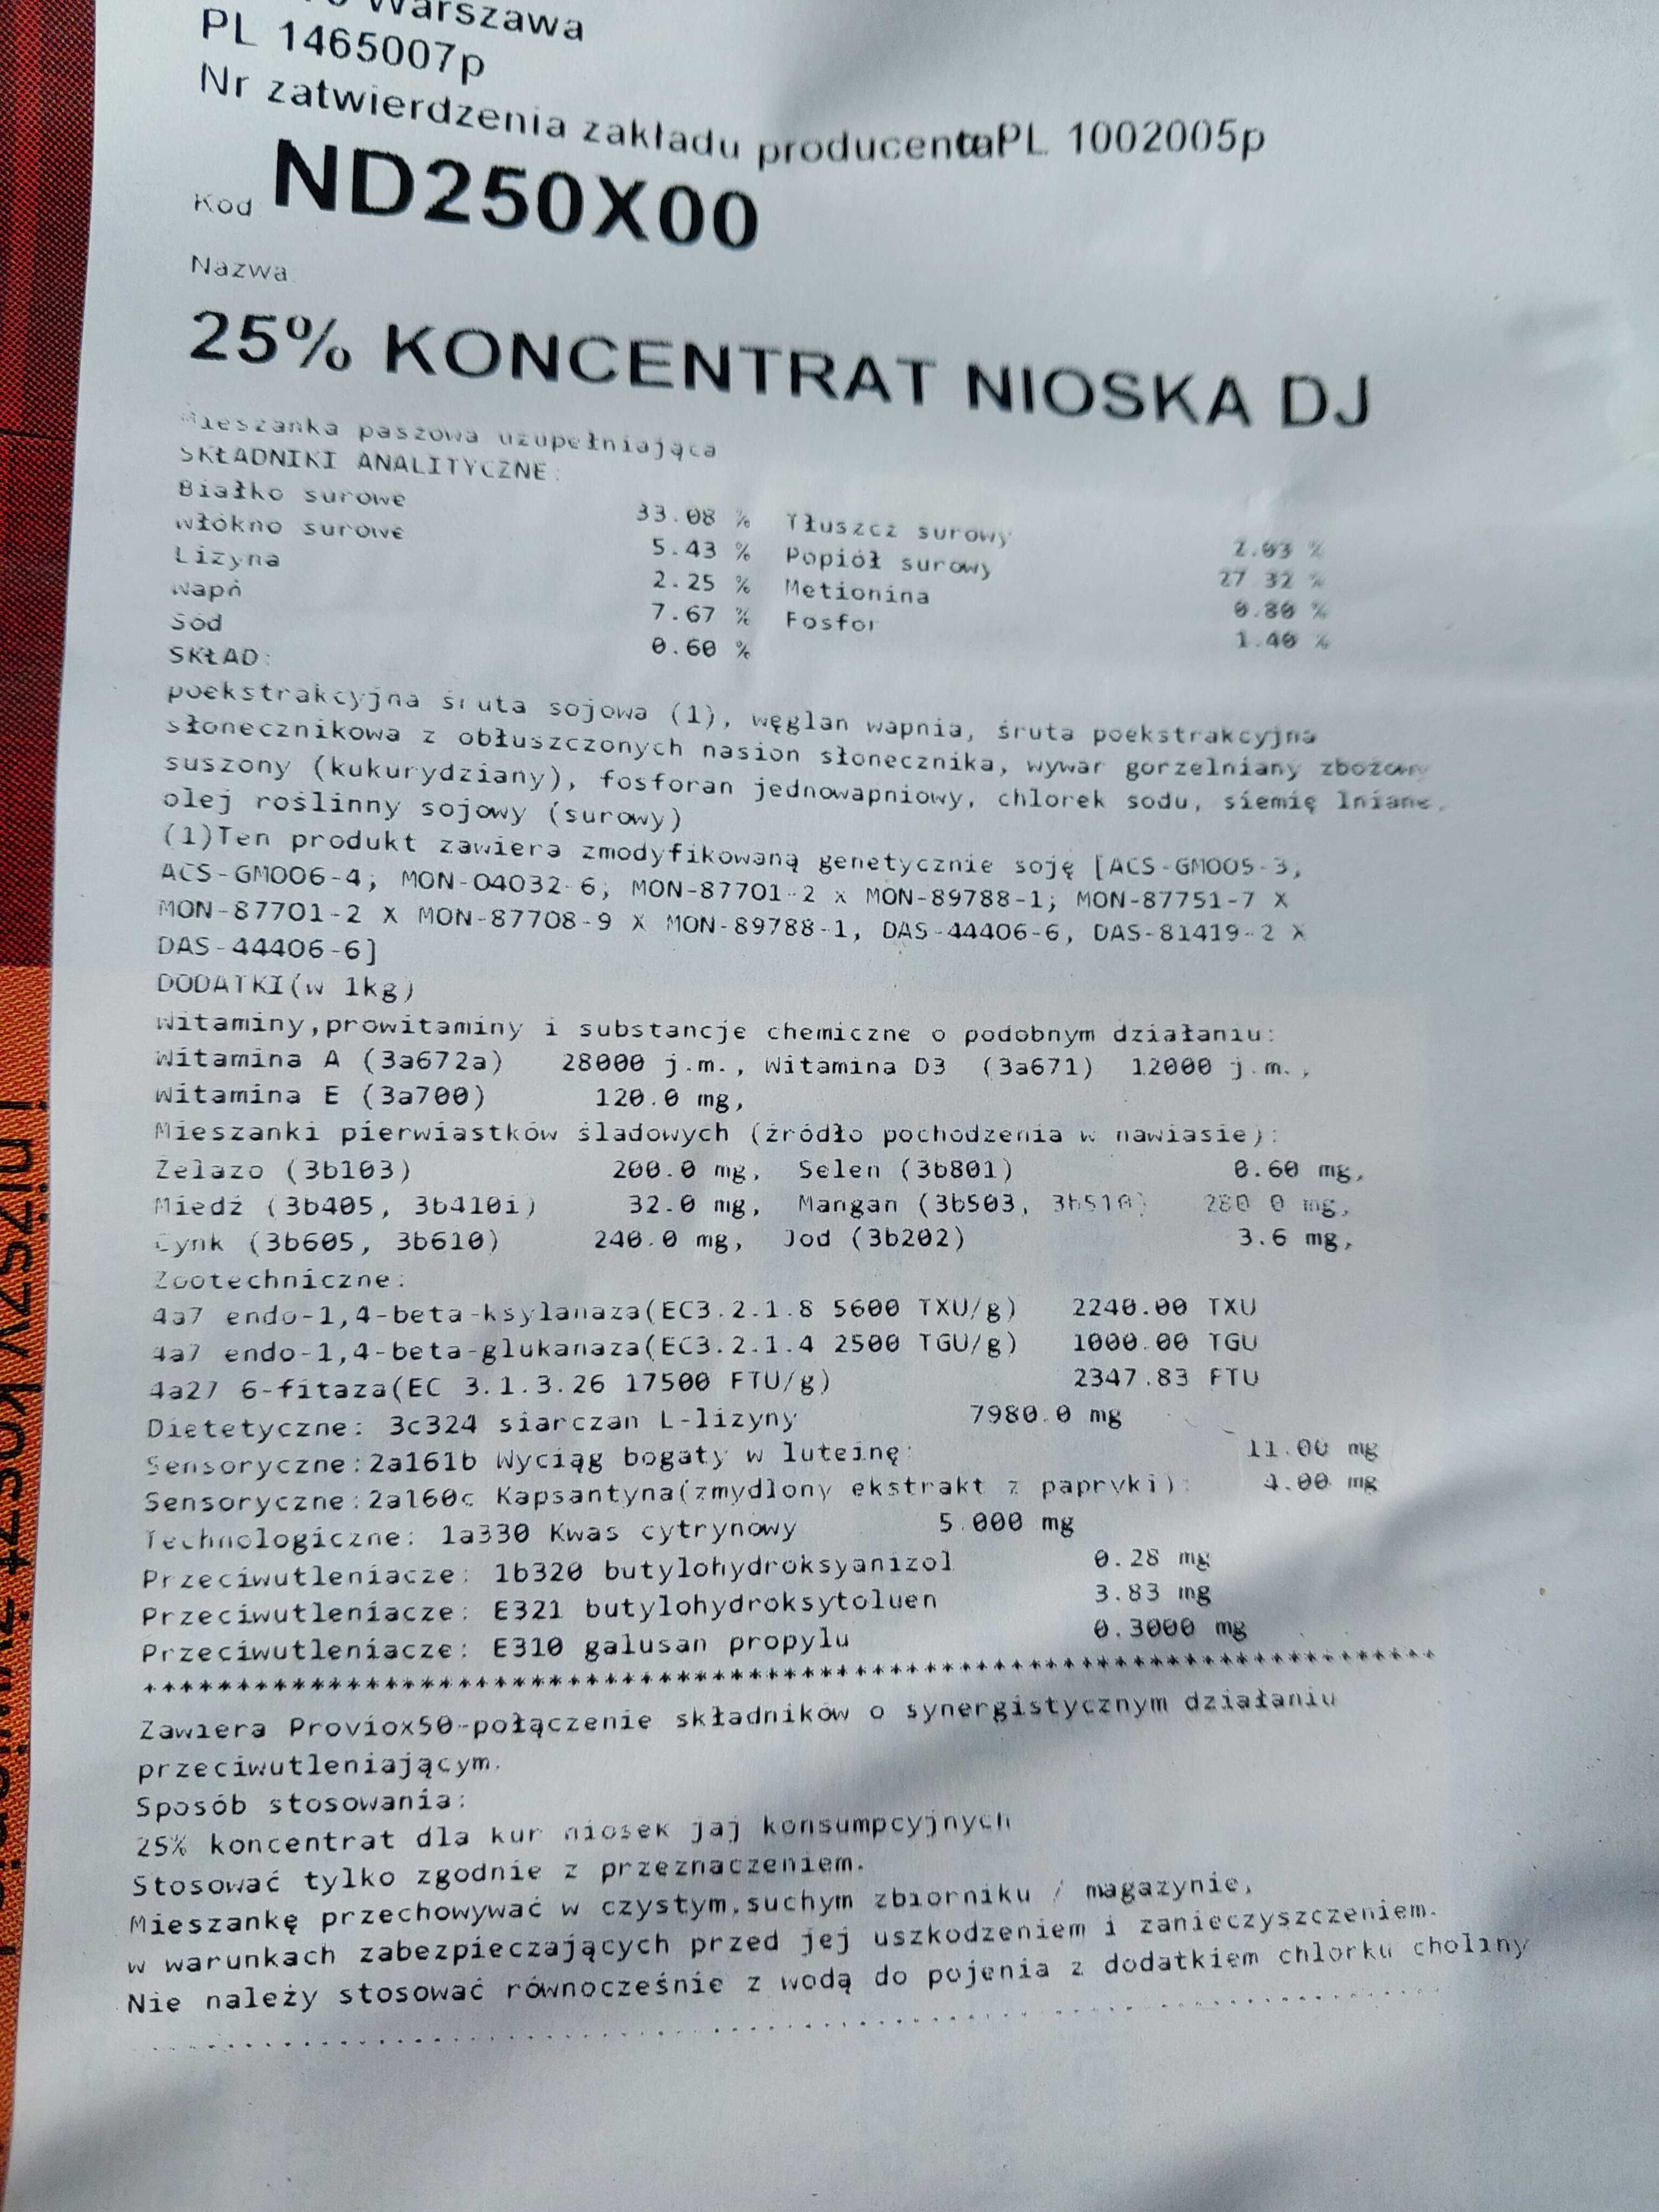 Warszawa
PL 1465007p
Nr zatwierdzenia zakładu producenta PL 1002005p
Kod ND250X00
Nazwa
25% KONCENTRAT NIOSKA DJ
Mieszanka paszowa uzupełniająca
SKŁADNIKI ANALITYCZNE:
Białko surowe 33.08 % Tłuszcz surowy 2.03 %
włókno surowe 5.43 % Popiół surowy 27 32 %
Lizyna 2.25 % Metionina 0.80 %
wapń 7.67 % Fosfor 1.40 %
Sód 0.60 %
SKŁAD:
poekstrakcyjna śruta sojowa (1), węglan wapnia, śruta poekstrakcyjna
słonecznikowa z obłuszczonych nasion słonecznika, wywar gorzelniany zbożowy
suszony (kukurydziany), fosforan jednowapniowy, chlorek sodu, siemię lniane,
olej roślinny sojowy (surowy)
(1)Ten produkt zawiera zmodyfikowaną genetycznie soję [ACS-GM005-3,
ACS-GM006-4; MON-04032-6; MON-87701-2 x MON-89788-1; MON-87751-7 X
MON-87701-2 X MON-87708-9 X MON-89788-1, DAS-44406-6, DAS-81419-2 X
DAS-44406-6]
DODATKI(w 1kg)
Witaminy,prowitaminy i substancje chemiczne o podobnym działaniu:
Witamina A (3a672a) 28000 j.m., Witamina D3 (3a671) 12000 j.m.,
Witamina E (3a700) 120.0 mg,
Mieszanki pierwiastków śladowych (źródło pochodzenia w nawiasie):
Żelazo (3b103) 200.0 mg, Selen (3b801) 0.60 mg,
Miedź (3b405, 3b410i) 32.0 mg, Mangan (3b503, 3b510) 280 0 mg,
Cynk (3b605, 3b610) 240.0 mg, Jod (3b202) 3.6 mg,
Zootechniczne:
4a7 endo-1,4-beta-ksylanaza(EC3.2.1.8 5600 TXU/g) 2240.00 TXU
4a7 endo-1,4-beta-glukanaza(EC3.2.1.4 2500 TGU/g) 1000.00 TGU
4a27 6-fitaza(EC 3.1.3.26 17500 FTU/g) 2347.83 FTU
Dietetyczne: 3c324 siarczan L-lizyny 7980.0 mg
Sensoryczne:2a161b Wyciąg bogaty w luteinę: 11.00 mg
Sensoryczne:2a160c Kapsantyna(zmydlony ekstrakt z papryki): 4.00 mg
Technologiczne: 1a330 Kwas cytrynowy 5.000 mg
Przeciwutleniacze: 1b320 butylohydroksyanizol 0.28 mg
Przeciwutleniacze: E321 butylohydroksytoluen 3.83 mg
Przeciwutleniacze: E310 galusan propylu 0.3000 mg
Zawiera Proviox50-połączenie składników o synergistycznym działaniu
przeciwutleniającym.
Sposób stosowania:
25% koncentrat dla kur niosek jaj konsumpcyjnych
Stosować tylko zgodnie z przeznaczeniem.
Mieszankę przechowywać w czystym,suchym zbiorniku / magazynie,
w warunkach zabezpieczających przed jej uszkodzeniem i zanieczyszczeniem.
Nie należy stosować równocześnie z wodą do pojenia z dodatkiem chlorku choliny